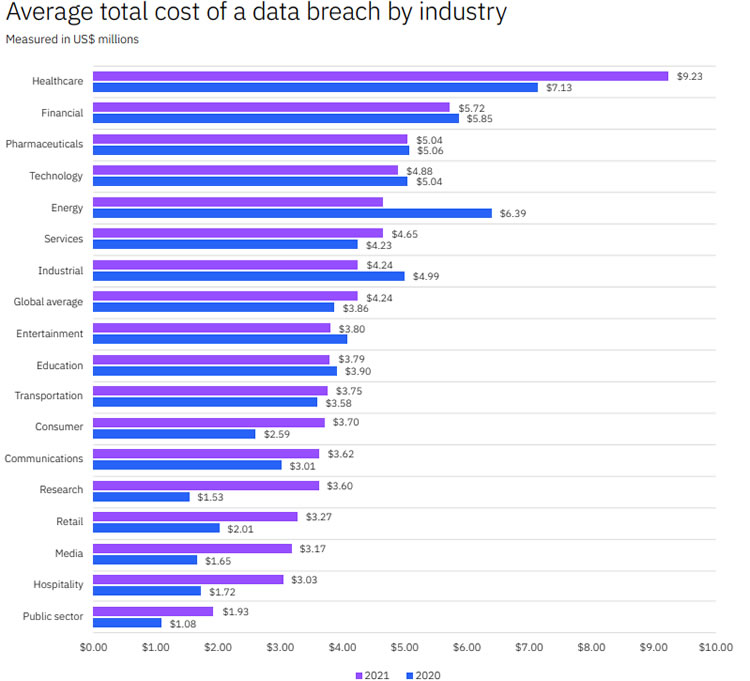 Average total cost of a data breach by industry
Measured in US$ millions
Healthcare
$9.23
$7.13
Financial
$5.72
$5.85
Pharmaceuticals
$5.04
$5.06
Technology
$4.88
$5.04
Energy
$6.39
Services
$4.65
$4.23
Industrial
$4.24
$4.99
Global average
$4.24
$3.86
Entertainment
$3.80
Education
$3.79
$3.90
Transportation
$3.75
$3.58
Consumer
$3.70
$2.59
Communications
$3.62
$3.01
Research
$3.60
$1.53
Retail
$3.27
$2.01
Media
$3.17
$1.65
Hospitality
$3.03
$1.72
Public sector
$1.93
$1.08
$0.00 $1.00 $2.00 $3.00 $4.00 $5.00 $6.00 $7.00 $8.00 $9.00 $10.00
2021 2020